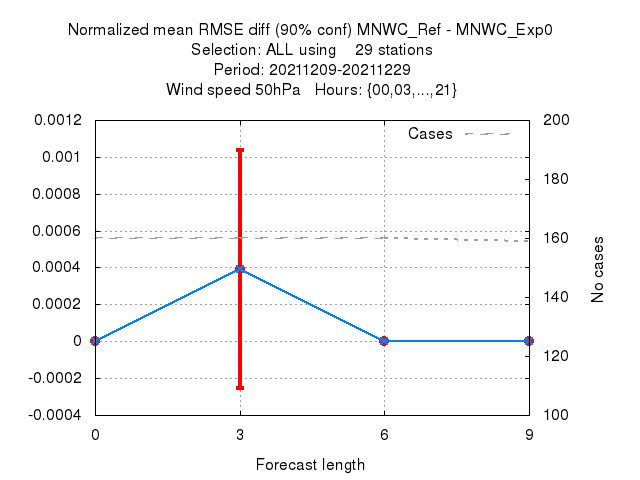 Normalized mean RMSE diff (90% conf) MNWC_Ref - MNWC_Exp0
Selection: ALL using    29 stations
Period: 20211209-20211229
Wind speed 50hPa   Hours: {00,03,...,21}
0.0012
0.001
0.0008
0.0006
0.0004
0.0002
0
-0.0002
-0.0004
Cases
200
180
160
140
120
100
No cases
0 3 6 9
Forecast length